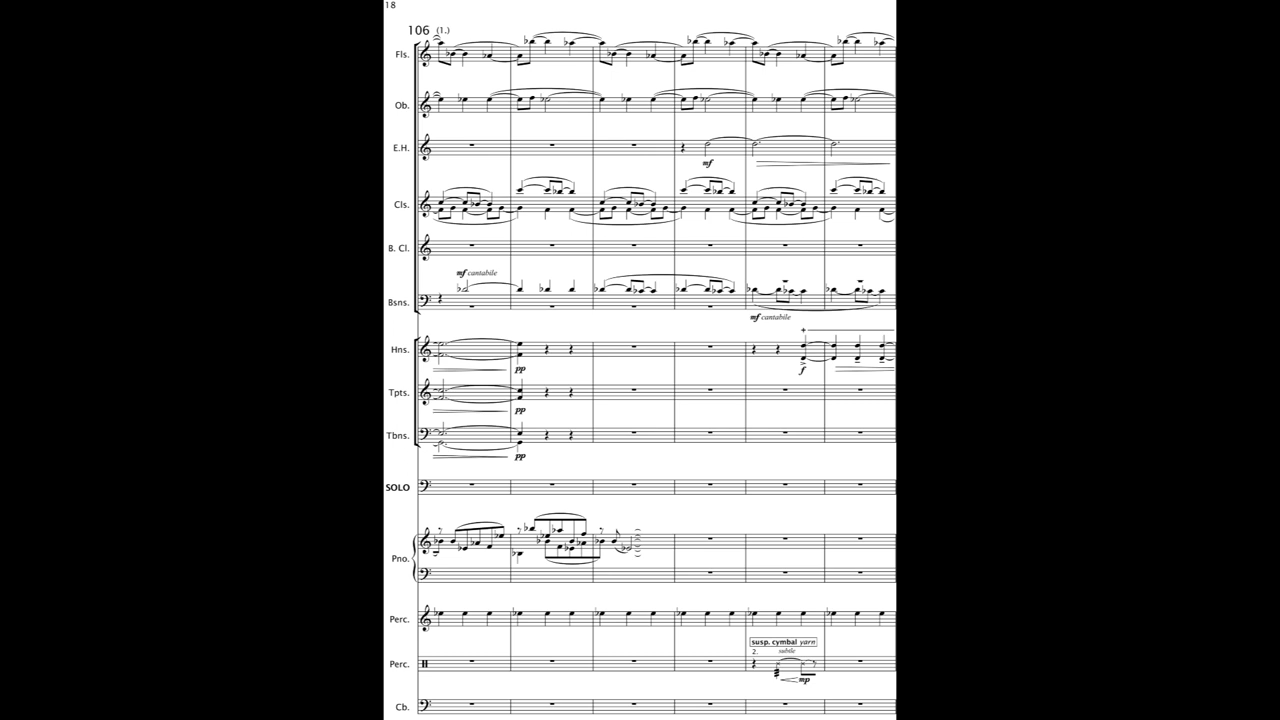 18
106 (1.)
Fls.
Ob.
E.H.
mf
Cls.
B. Cl.
mf cantabile
Bsns.
mf cantabile
Hns.
pp
f
Tpts.
pp
Tbns.
pp
SOLO
Pno.
Perc.
susp. cymbal yarn
2. subtle
Perc.
mp
Cb.